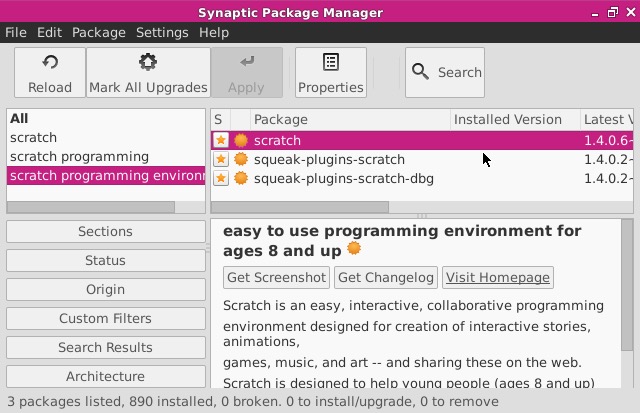 Synaptic Package Manager
File Edit Package Settings Help
Reload
Mark All Upgrades
Apply
Properties
Search
All
scratch
scratch programming
scratch programming environ
S Package Installed Version Latest V
scratch 1.4.0.6-
squeak-plugins-scratch 1.4.0.2-
squeak-plugins-scratch-dbg 1.4.0.2-
Sections
Status
Origin
Custom Filters
Search Results
Architecture
easy to use programming environment for
ages 8 and up
Get Screenshot Get Changelog Visit Homepage
Scratch is an easy, interactive, collaborative programming
environment designed for creation of interactive stories,
animations,
games, music, and art -- and sharing these on the web.
Scratch is designed to help young people (ages 8 and up)
3 packages listed, 890 installed, 0 broken. 0 to install/upgrade, 0 to remove